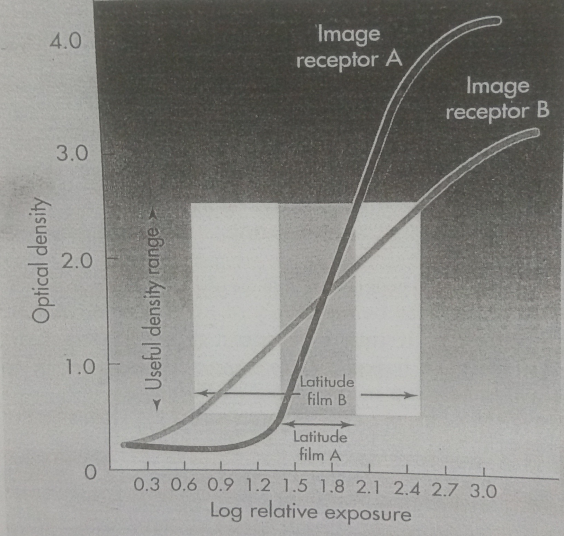 4.0
Image
receptor A
Image
receptor B
3.0
Optical density
Useful density range
2.0
1.0
Latitude
film B
Latitude
film A
0
0.3 0.6 0.9 1.2 1.5 1.8 2.1 2.4 2.7 3.0
Log relative exposure